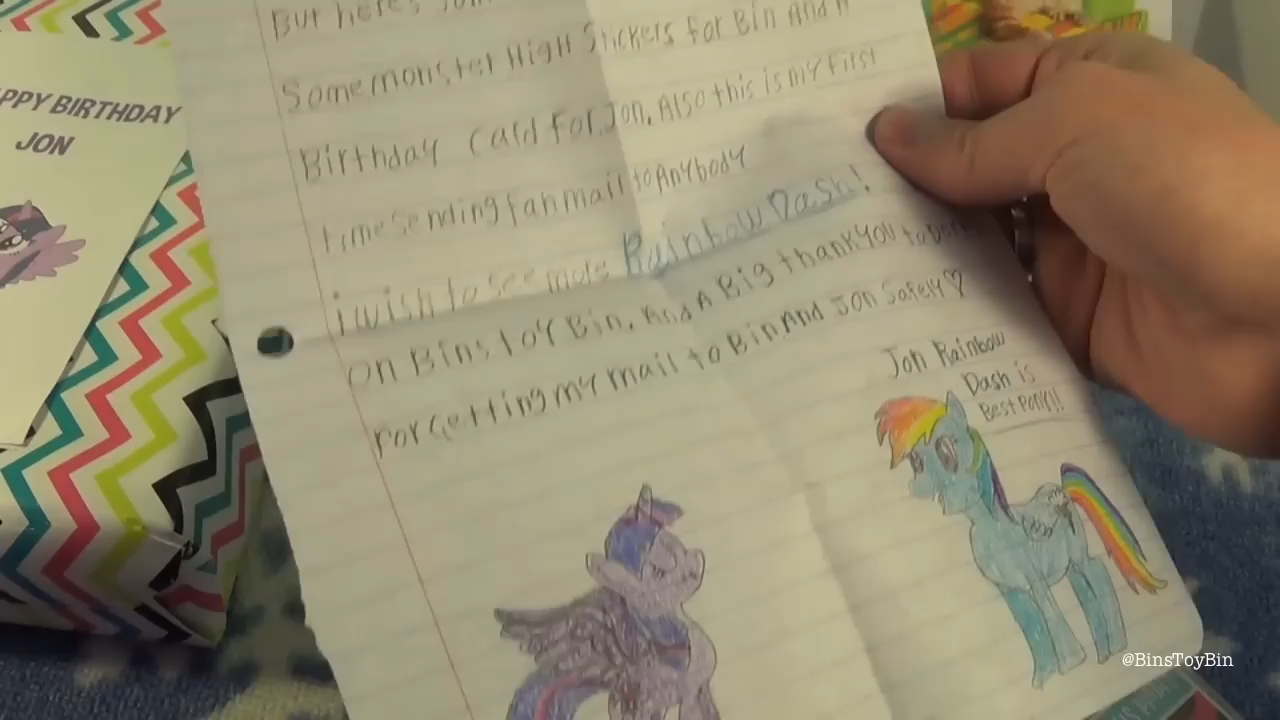 But here's
Some monster High Stickers for Bin And A
Birthday Card For Jon. Also this is my first
time sending fan mail to Anybody
i wish to see more Rainbow Dash!
on Bins Toy Bin. And A Big thank you to
For Getting my mail to Bin And Jon Safely ♡
Jon Rainbow
Dash is
Best Pony!!
PPY BIRTHDAY
JON
@BinsToyBin